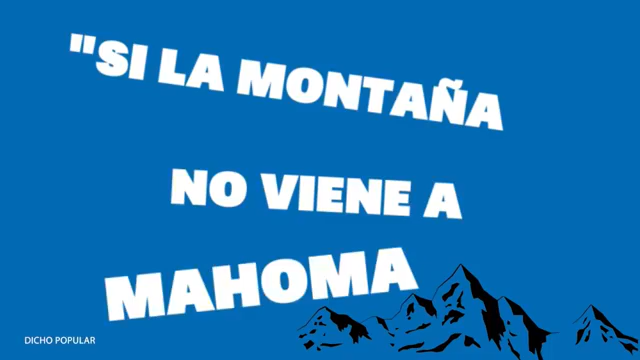 "SI LA MONTAÑA
NO VIENE A
MAHOMA
DICHO POPULAR